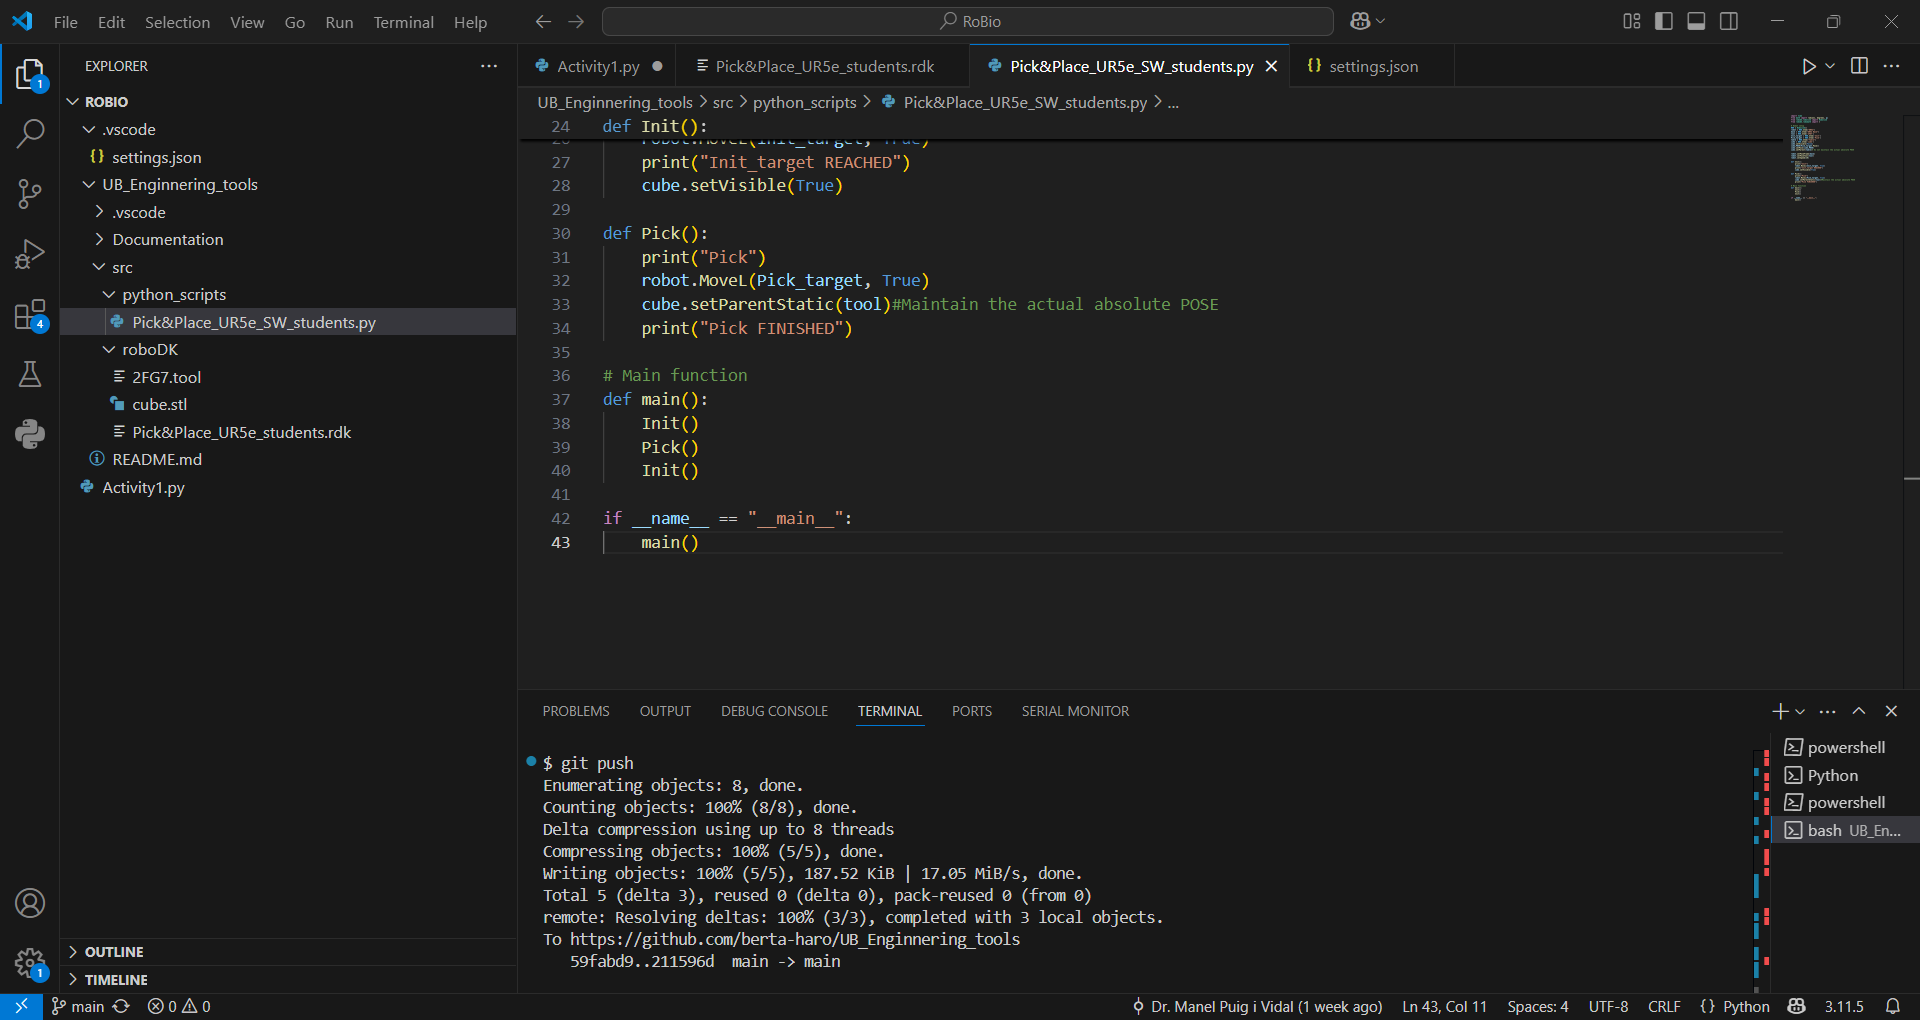 File Edit Selection View Go Run Terminal Help
RoBio
EXPLORER
ROBIO
.vscode
settings.json
UB_Enginnering_tools
.vscode
Documentation
src
python_scripts
Pick&Place_UR5e_SW_students.py
roboDK
2FG7.tool
cube.stl
Pick&Place_UR5e_students.rdk
README.md
Activity1.py
OUTLINE
TIMELINE
1
4
1
Activity1.py Pick&Place_UR5e_students.rdk Pick&Place_UR5e_SW_students.py settings.json
UB_Enginnering_tools > src > python_scripts > Pick&Place_UR5e_SW_students.py > ...
24 def Init():
26 robot.MoveL(Init_target, True)
27 print("Init_target REACHED")
28 cube.setVisible(True)
29
30 def Pick():
31 print("Pick")
32 robot.MoveL(Pick_target, True)
33 cube.setParentStatic(tool)#Maintain the actual absolute POSE
34 print("Pick FINISHED")
35
36 # Main function
37 def main():
38 Init()
39 Pick()
40 Init()
41
42 if __name__ == "__main__":
43 main()
PROBLEMS OUTPUT DEBUG CONSOLE TERMINAL PORTS SERIAL MONITOR
$ git push
Enumerating objects: 8, done.
Counting objects: 100% (8/8), done.
Delta compression using up to 8 threads
Compressing objects: 100% (5/5), done.
Writing objects: 100% (5/5), 187.52 KiB | 17.05 MiB/s, done.
Total 5 (delta 3), reused 0 (delta 0), pack-reused 0 (from 0)
remote: Resolving deltas: 100% (3/3), completed with 3 local objects.
To https://github.com/berta-haro/UB_Enginnering_tools
59fabd9..211596d main -> main
powershell
Python
powershell
bash UB_En...
main 0 0 Dr. Manel Puig i Vidal (1 week ago) Ln 43, Col 11 Spaces: 4 UTF-8 CRLF {} Python 3.11.5